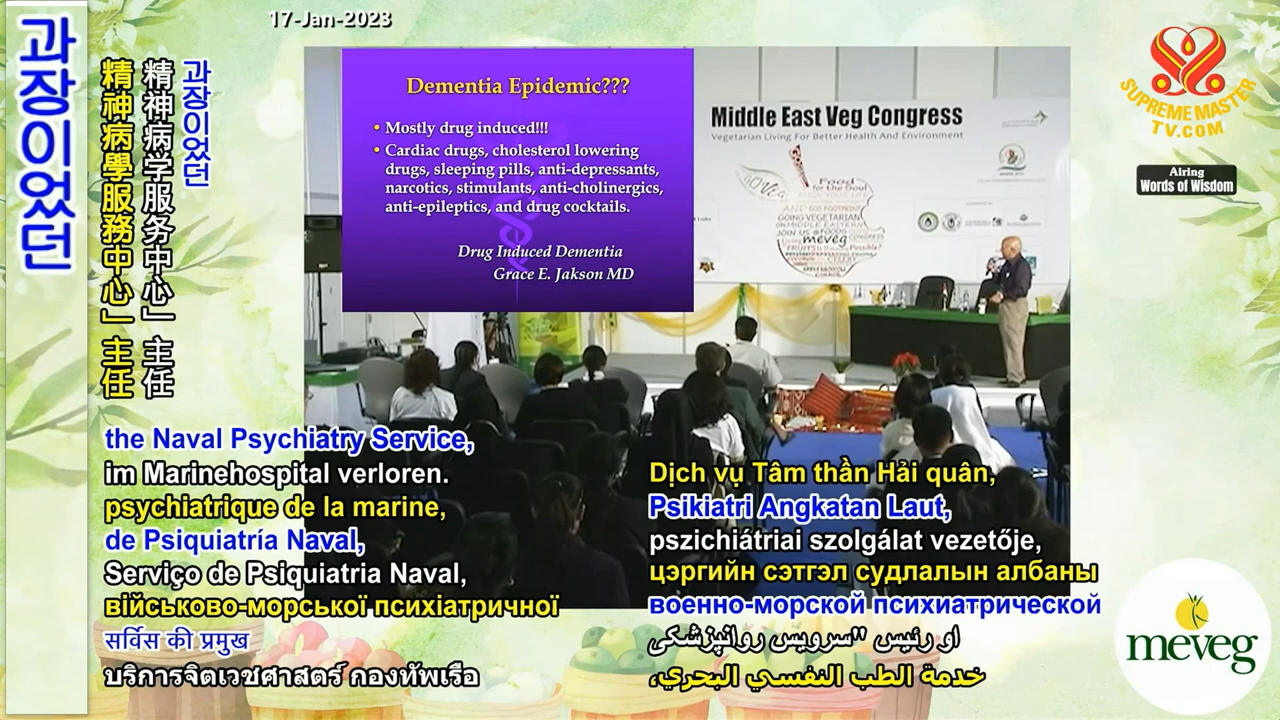 17-Jan-2023
과장이었던
과장이었던
精神病学服务中心」主任
精神病學服務中心」主任
Dementia Epidemic???
• Mostly drug induced!!!
• Cardiac drugs, cholesterol lowering
drugs, sleeping pills, anti-depressants,
narcotics, stimulants, anti-cholinergics,
anti-epileptics, and drug cocktails.
Drug Induced Dementia
Grace E. Jakson MD
Middle East Veg Congress
Vegetarian Living For Better Health And Environment
Food
for the Soul
GOING VEGETARIAN
meveg
SUPREME MASTER
TV.COM
Airing
Words of Wisdom
the Naval Psychiatry Service,
im Marinehospital verloren.
psychiatrique de la marine,
de Psiquiatría Naval,
Serviço de Psiquiatria Naval,
військово-морської психіатричної
सर्विस की प्रमुख
บริการจิตเวชศาสตร์ กองทัพเรือ
Dịch vụ Tâm thần Hải quân,
Psikiatri Angkatan Laut,
pszichiátriai szolgálat vezetője,
цэргийн сэтгэл судлалын албаны
военно-морской психиатрической
او رئیس "سرویس روانپزشکی
خدمة الطب النفسي البحري،
meveg